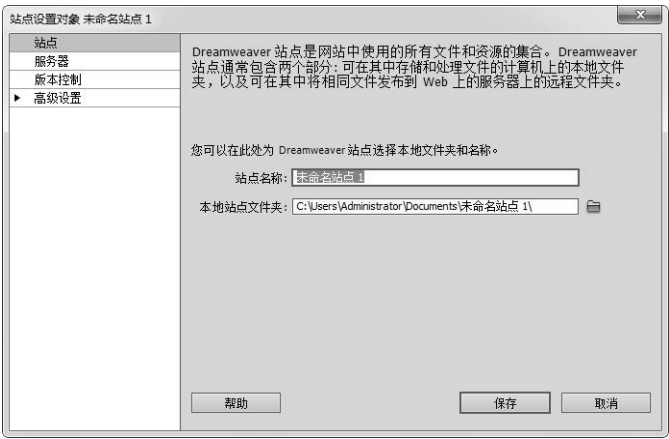 站点设置对象 未命名站点 1
站点
服务器
版本控制
高级设置
Dreamweaver 站点是网站中使用的所有文件和资源的集合。Dreamweaver
站点通常包含两个部分:可在其中存储和处理文件的计算机上的本地文件
夹，以及可在其中将相同文件发布到 Web 上的服务器上的远程文件夹。
您可以在此处为 Dreamweaver 站点选择本地文件夹和名称。
站点名称: 未命名站点 1
本地站点文件夹: C:\Users\Administrator\Documents\未命名站点 1\
帮助 保存 取消